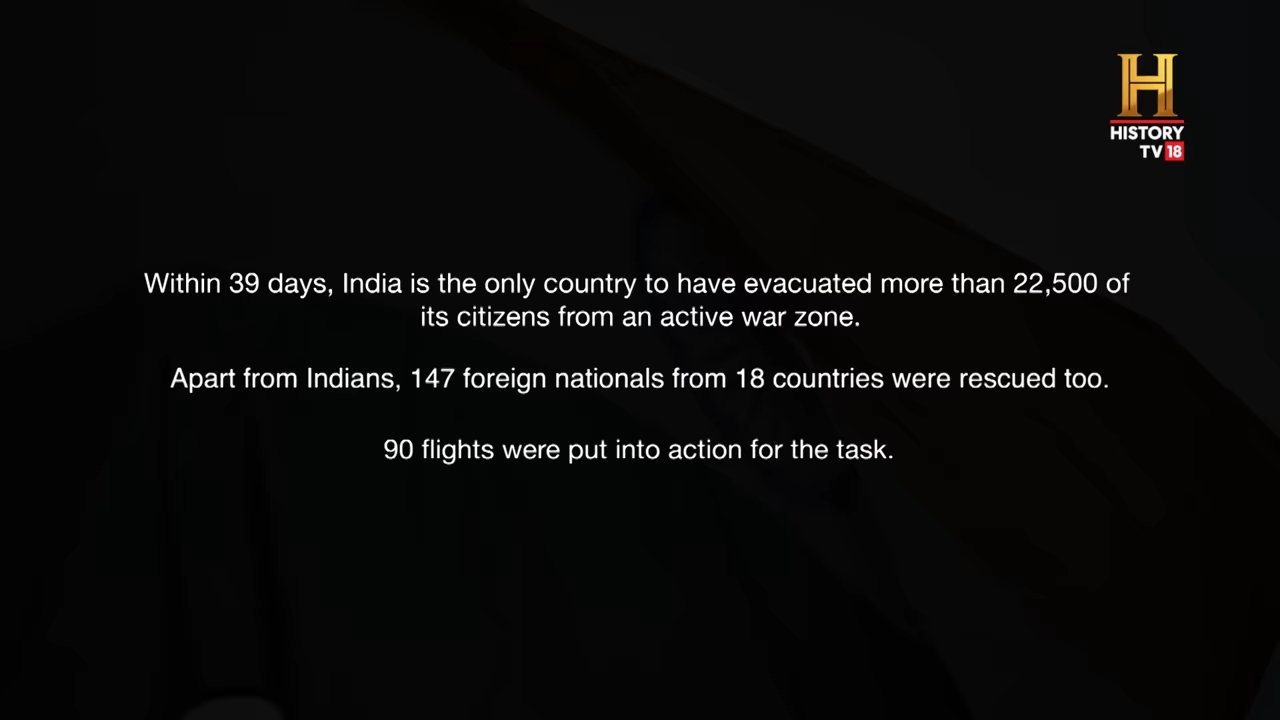 H
HISTORY
TV 18
Within 39 days, India is the only country to have evacuated more than 22,500 of
its citizens from an active war zone.
Apart from Indians, 147 foreign nationals from 18 countries were rescued too.
90 flights were put into action for the task.